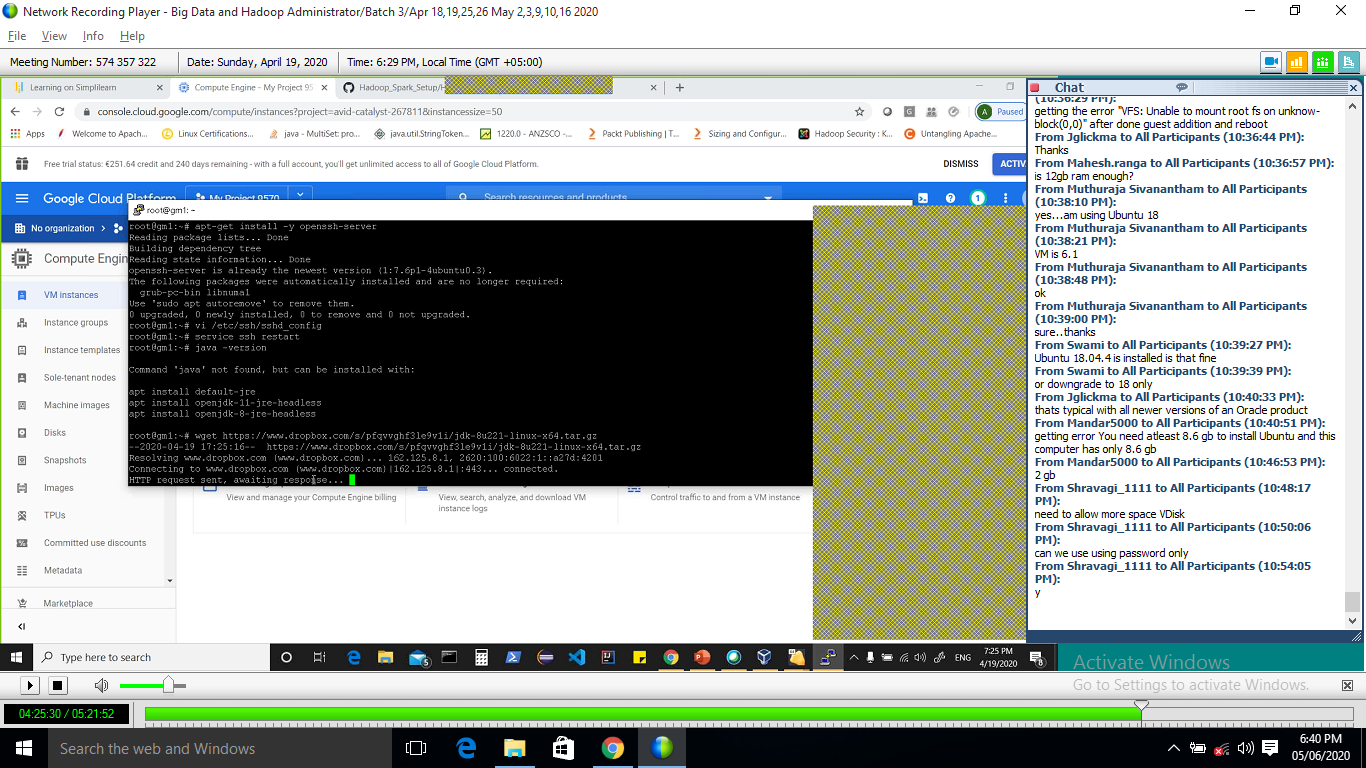 Network Recording Player - Big Data and Hadoop Administrator/Batch 3/Apr 18,19,25,26 May 2,3,9,10,16 2020
File View Info Help
Meeting Number: 574 357 322 Date: Sunday, April 19, 2020 Time: 6:29 PM, Local Time (GMT +05:00)
Learning on Simplilearn
Compute Engine - My Project 95
Hadoop_Spark_Setup/H
console.cloud.google.com/compute/instances?project=avid-catalyst-267811&instancesize=50
A Paused
Apps Welcome to Apach... Linux Certifications... java - MultiSet: pro... java.util.StringToken... 1220.0 - ANZSCO -... Packt Publishing | T... Sizing and Configur... Hadoop Security : K... Untangling Apache...
Free trial status: €251.64 credit and 240 days remaining - with a full account, you'll get unlimited access to all of Google Cloud Platform.
DISMISS
ACTIV
Google Cloud Platform
My Project 9570
Search resources and products
1
No organization
Compute Engin
VM instances
Instance groups
Instance templates
Sole-tenant nodes
Machine images
Disks
Snapshots
Images
TPUs
Committed use discounts
Metadata
Marketplace
root@gm1: ~
root@gm1:~# apt-get install -y openssh-server
Reading package lists... Done
Building dependency tree
Reading state information... Done
openssh-server is already the newest version (1:7.6p1-4ubuntu0.3).
The following packages were automatically installed and are no longer required:
grub-pc-bin libnuma1
Use 'sudo apt autoremove' to remove them.
0 upgraded, 0 newly installed, 0 to remove and 0 not upgraded.
root@gm1:~# vi /etc/ssh/sshd_config
root@gm1:~# service ssh restart
root@gm1:~# java -version
Command 'java' not found, but can be installed with:
apt install default-jre
apt install openjdk-11-jre-headless
apt install openjdk-8-jre-headless
root@gm1:~# wget https://www.dropbox.com/s/pfqvvghf3le9v1i/jdk-8u221-linux-x64.tar.gz
--2020-04-19 17:25:16-- https://www.dropbox.com/s/pfqvvghf3le9v1i/jdk-8u221-linux-x64.tar.gz
Resolving www.dropbox.com (www.dropbox.com)... 162.125.8.1, 2620:100:6022:1::a27d:4201
Connecting to www.dropbox.com (www.dropbox.com)|162.125.8.1|:443... connected.
HTTP request sent, awaiting response...
View and manage your Compute Engine billing
View, search, analyze, and download VM
instance logs
Control traffic to and from a VM instance
Chat
(10:36:29 PM):
getting the error "VFS: Unable to mount root fs on unknow-
block(0,0)" after done guest addition and reboot
From Jglickma to All Participants (10:36:44 PM):
Thanks
From Mahesh.ranga to All Participants (10:36:57 PM):
is 12gb ram enough?
From Muthuraja Sivanantham to All Participants
(10:38:10 PM):
yes...am using Ubuntu 18
From Muthuraja Sivanantham to All Participants
(10:38:21 PM):
VM is 6.1
From Muthuraja Sivanantham to All Participants
(10:38:48 PM):
ok
From Muthuraja Sivanantham to All Participants
(10:39:00 PM):
sure..thanks
From Swami to All Participants (10:39:27 PM):
Ubuntu 18.04.4 is installed is that fine
From Swami to All Participants (10:39:39 PM):
or downgrade to 18 only
From Jglickma to All Participants (10:40:33 PM):
thats typical with all newer versions of an Oracle product
From Mandar5000 to All Participants (10:40:51 PM):
getting error You need atleast 8.6 gb to install Ubuntu and this
computer has only 8.6 gb
From Mandar5000 to All Participants (10:46:53 PM):
2 gb
From Shravagi_1111 to All Participants (10:48:17
PM):
need to allow more space VDisk
From Shravagi_1111 to All Participants (10:50:06
PM):
can we use using password only
From Shravagi_1111 to All Participants (10:54:05
PM):
y
Type here to search
5
ENG
7:25 PM
4/19/2020
8
Activate Windows
Go to Settings to activate Windows.
04:25:30 / 05:21:52
Search the web and Windows
6:40 PM
05/06/2020